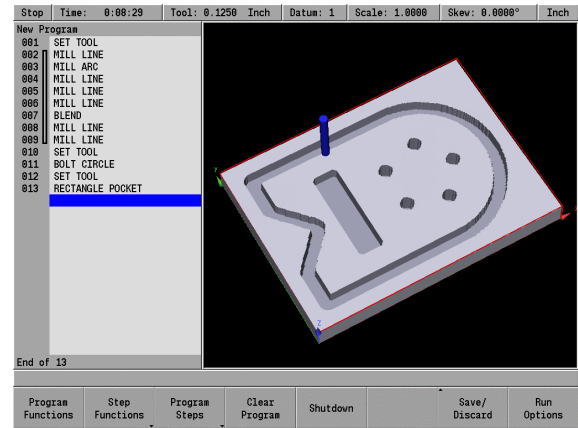 Stop Time: 0:08:29 Tool: 0.1250 Inch Datum: 1 Scale: 1.0000 Skew: 0.0000° Inch
New Program
001 SET TOOL
002 MILL LINE
003 MILL ARC
004 MILL LINE
005 MILL LINE
006 MILL LINE
007 BLEND
008 MILL LINE
009 MILL LINE
010 SET TOOL
011 BOLT CIRCLE
012 SET TOOL
013 RECTANGLE POCKET
Y
Z
End of 13
Program Functions
Step Functions
Program Steps
Clear Program
Shutdown
Save/ Discard
Run Options